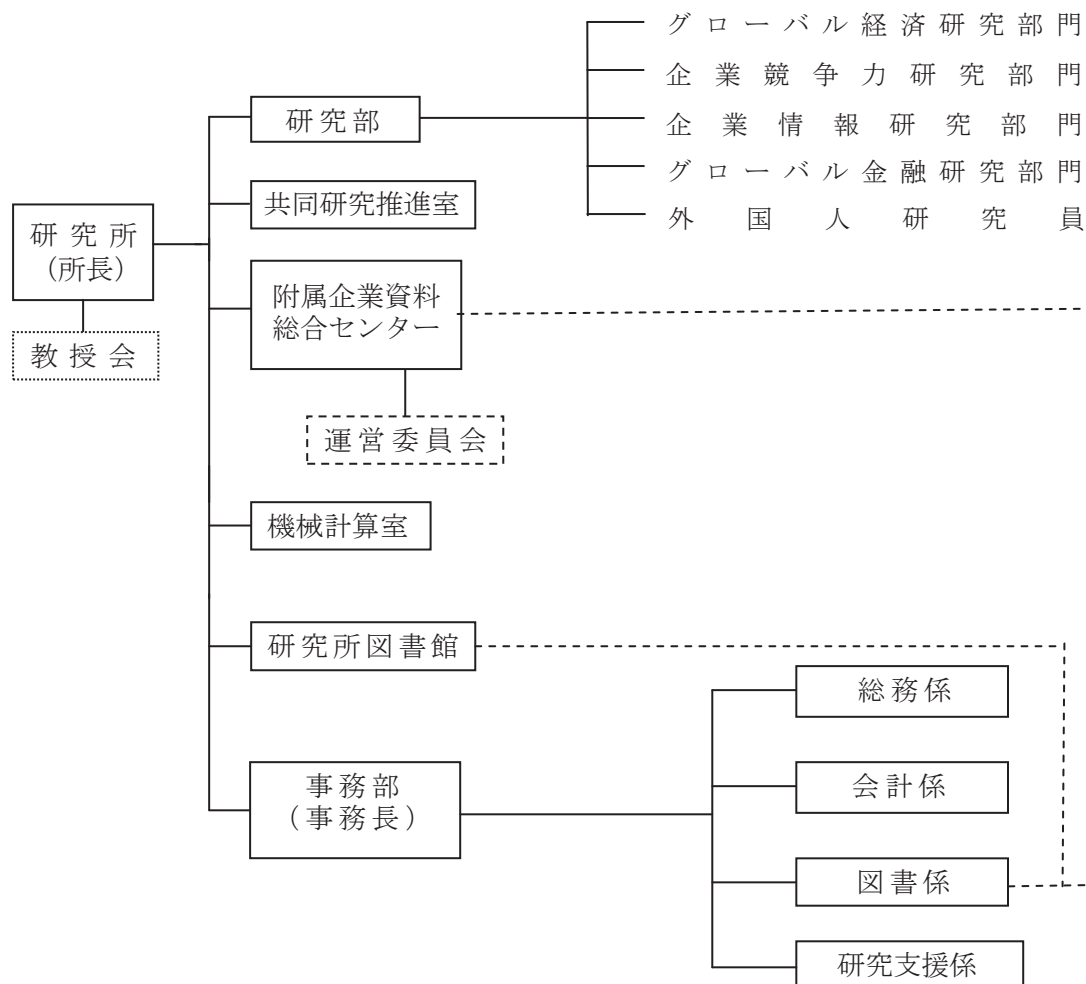 グローバル経済研究部門
企業競争力研究部門
企業情報研究部門
グローバル金融研究部門
外国人研究員
研究部
共同研究推進室
研究所
(所長)
教授会
附属企業資料
総合センター
運営委員会
機械計算室
研究所図書館
事務部
(事務長)
総務係
会計係
図書係
研究支援係